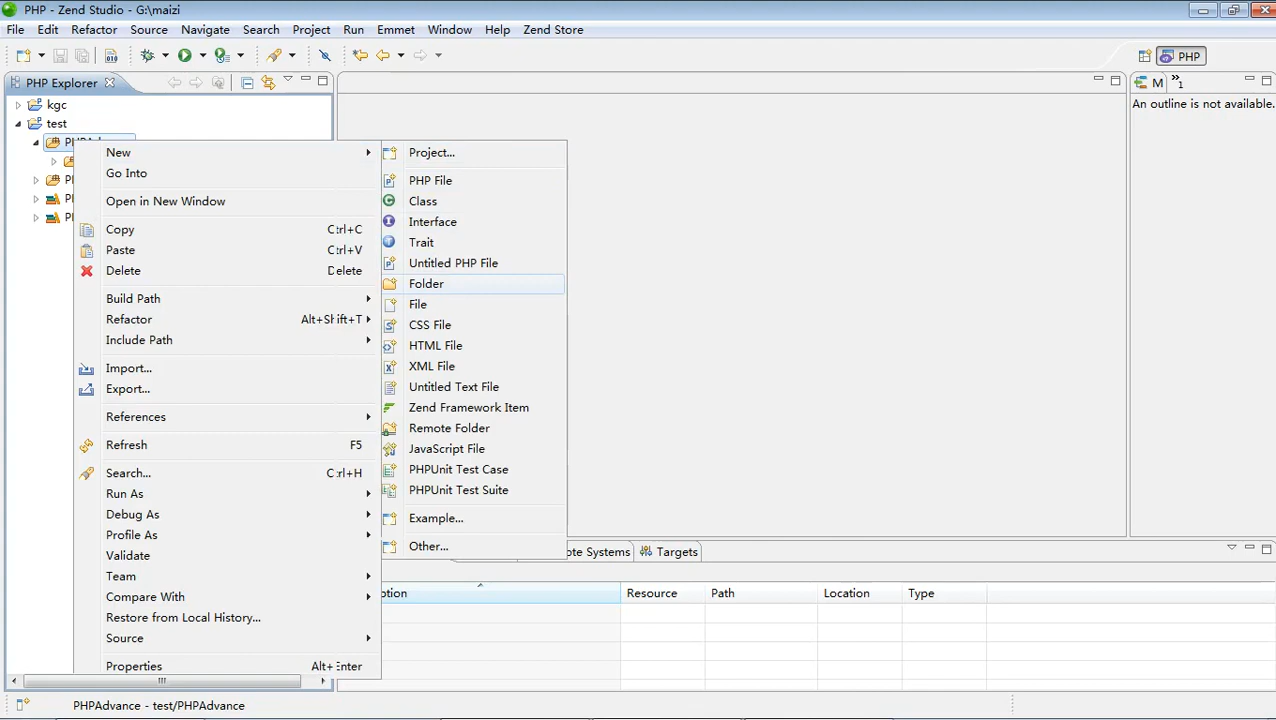 PHP - Zend Studio - G:\maizi
File Edit Refactor Source Navigate Search Project Run Emmet Window Help Zend Store
PHP
PHP Explorer
M
1
An outline is not available.
kgc
test
New
Go Into
Open in New Window
Copy Ctrl+C
Paste Ctrl+V
Delete Delete
Build Path
Refactor Alt+Shift+T
Include Path
Import...
Export...
References
Refresh F5
Search... Ctrl+H
Run As
Debug As
Profile As
Validate
Team
Compare With
Restore from Local History...
Source
Properties Alt+Enter
Project...
PHP File
Class
Interface
Trait
Untitled PHP File
Folder
File
CSS File
HTML File
XML File
Untitled Text File
Zend Framework Item
Remote Folder
JavaScript File
PHPUnit Test Case
PHPUnit Test Suite
Example...
Other...
ote Systems Targets
ption Resource Path Location Type
PHPAdvance - test/PHPAdvance